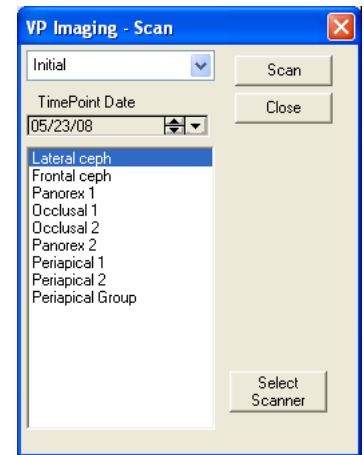 VP Imaging - Scan
Initial
Scan
TimePoint Date
Close
05/23/08
Lateral ceph
Frontal ceph
Panorex 1
Occlusal 1
Occlusal 2
Panorex 2
Periapical 1
Periapical 2
Periapical Group
Select
Scanner